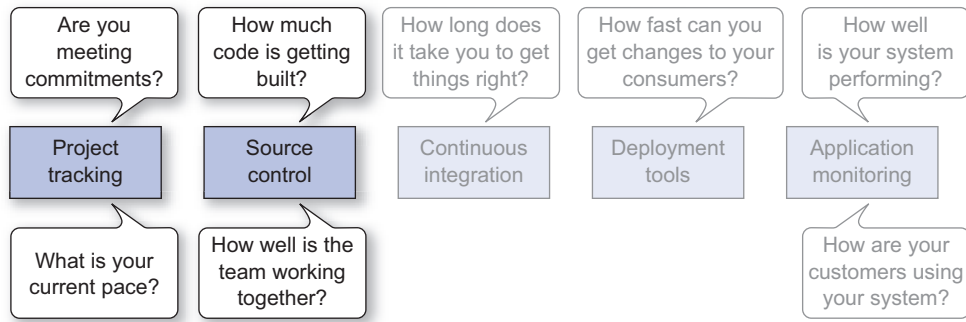 Are you
meeting
commitments?
How much
code is getting
built?
How long does
it take you to get
things right?
How fast can you
get changes to your
consumers?
How well
is your system
performing?
Project
tracking
Source
control
Continuous
integration
Deployment
tools
Application
monitoring
What is your
current pace?
How well is the
team working
together?
How are your
customers using
your system?